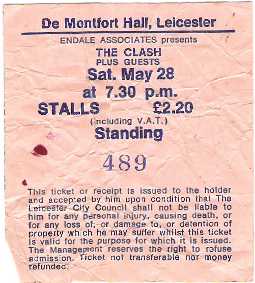 De Montfort Hall, Leicester
ENDALE ASSOCIATES presents
THE CLASH
PLUS GUESTS
Sat. May 28
at 7.30 p.m.
STALLS £2.20
(including V.A.T.)
Standing
489
This ticket or receipt is issued to the holder
and accepted by him upon condition that The
Leicester City Council shall not be liable to
him for any personal injury, causing death, or
for any loss of, or damage to, or detention of
property which he may suffer whilst this ticket
is valid for the purpose for which it is issued.
The Management reserves the right to refuse
admission. Ticket not transferable nor money
refunded.